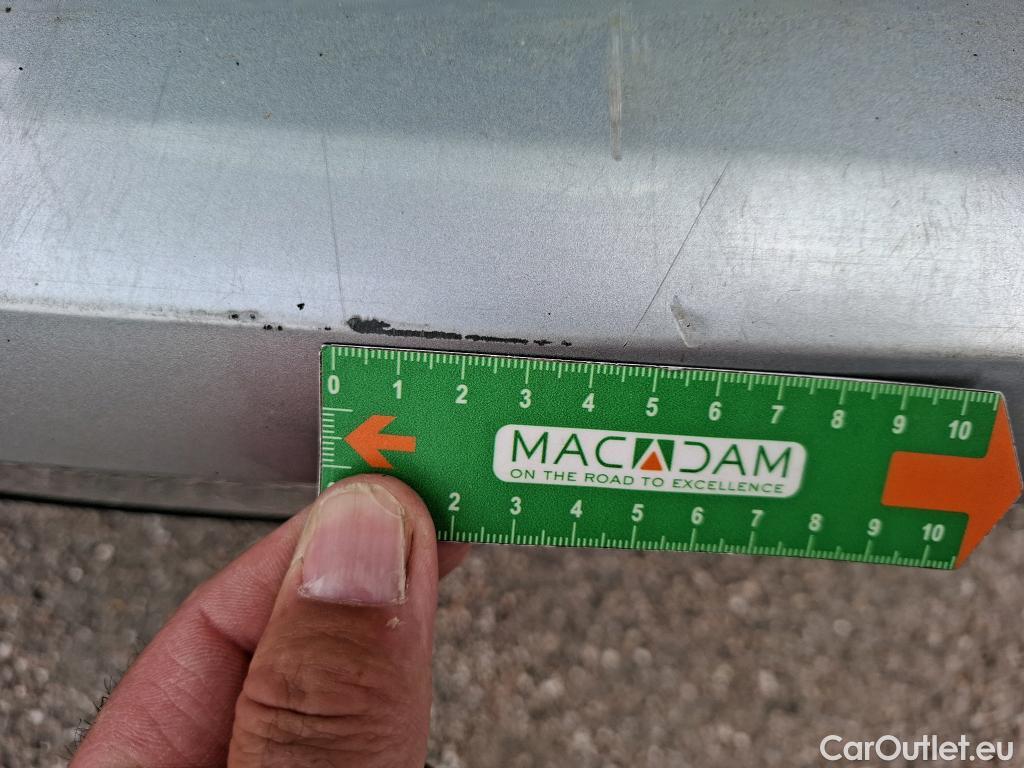 0 1 2 3 4 5 6 7 8 9 10
MACADAM
ON THE ROAD TO EXCELLENCE
2 3 4 5 6 7 8 9 10
CarOutlet.eu